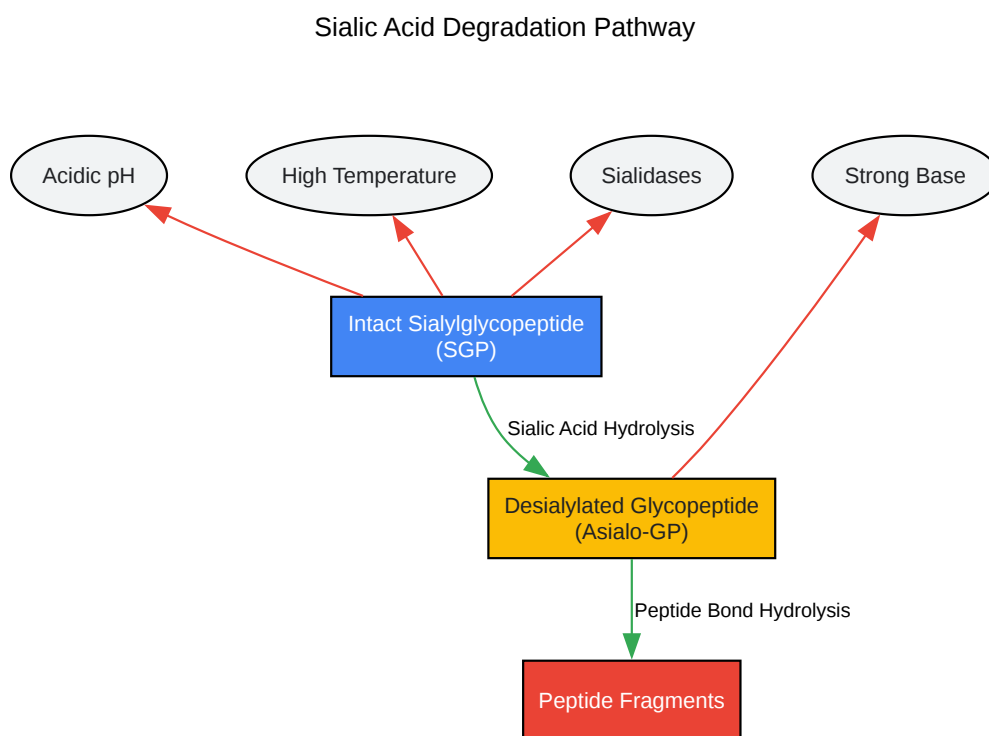 Sialic Acid Degradation Pathway
Acidic pH
High Temperature
Sialidases
Strong Base
Intact Sialylglycopeptide
(SGP)
Sialic Acid Hydrolysis
Desialylated Glycopeptide
(Asialo-GP)
Peptide Bond Hydrolysis
Peptide Fragments